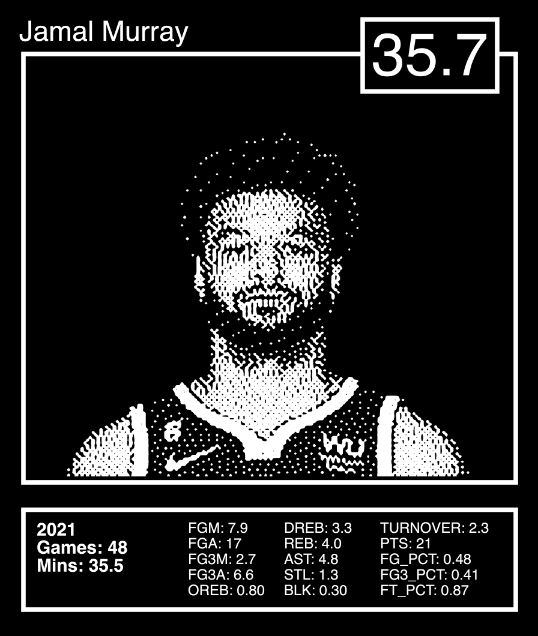 Jamal Murray
35.7
2021
Games: 48
Mins: 35.5
FGM: 7.9
FGA: 17
FG3M: 2.7
FG3A: 6.6
OREB: 0.80
DREB: 3.3
REB: 4.0
AST: 4.8
STL: 1.3
BLK: 0.30
TURNOVER: 2.3
PTS: 21
FG_PCT: 0.48
FG3_PCT: 0.41
FT_PCT: 0.87